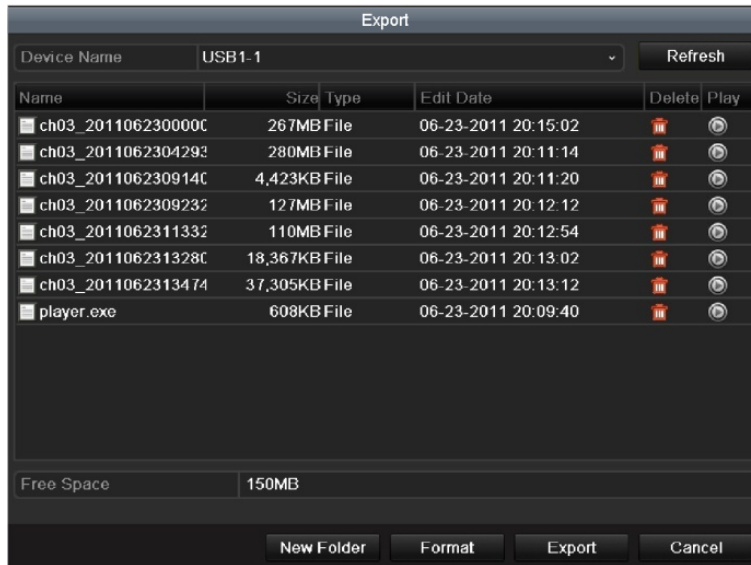 Export
Device Name USB1-1 Refresh
Name Size Type Edit Date Delete Play
ch03_2011062300000 267MB File 06-23-2011 20:15:02
ch03_201106230429 280MB File 06-23-2011 20:11:14
ch03_201106230914 4,423KB File 06-23-2011 20:11:20
ch03_2011062309232 127MB File 06-23-2011 20:12:12
ch03_2011062311332 110MB File 06-23-2011 20:12:54
ch03_201106231328 18,367KB File 06-23-2011 20:13:02
ch03_2011062313474 37,305KB File 06-23-2011 20:13:12
player.exe 608KB File 06-23-2011 20:09:40
Free Space 150MB
New Folder Format Export Cancel